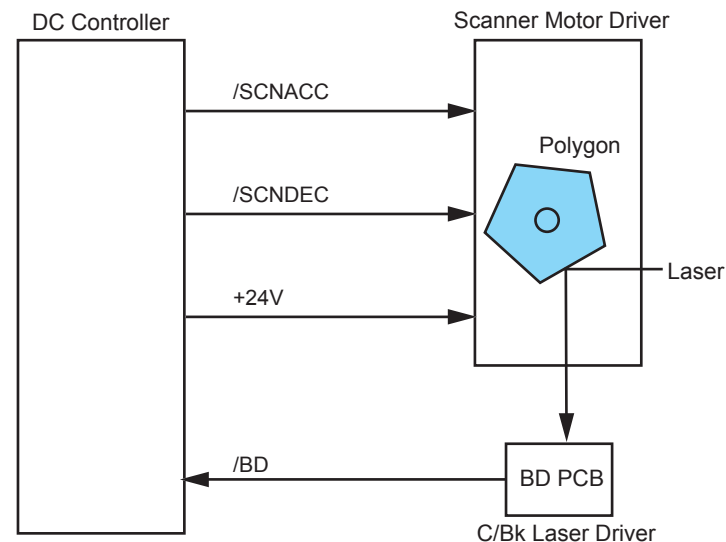 DC Controller
Scanner Motor Driver
/SCNACC
Polygon
/SCNDEC
Laser
+24V
/BD
BD PCB
C/Bk Laser Driver